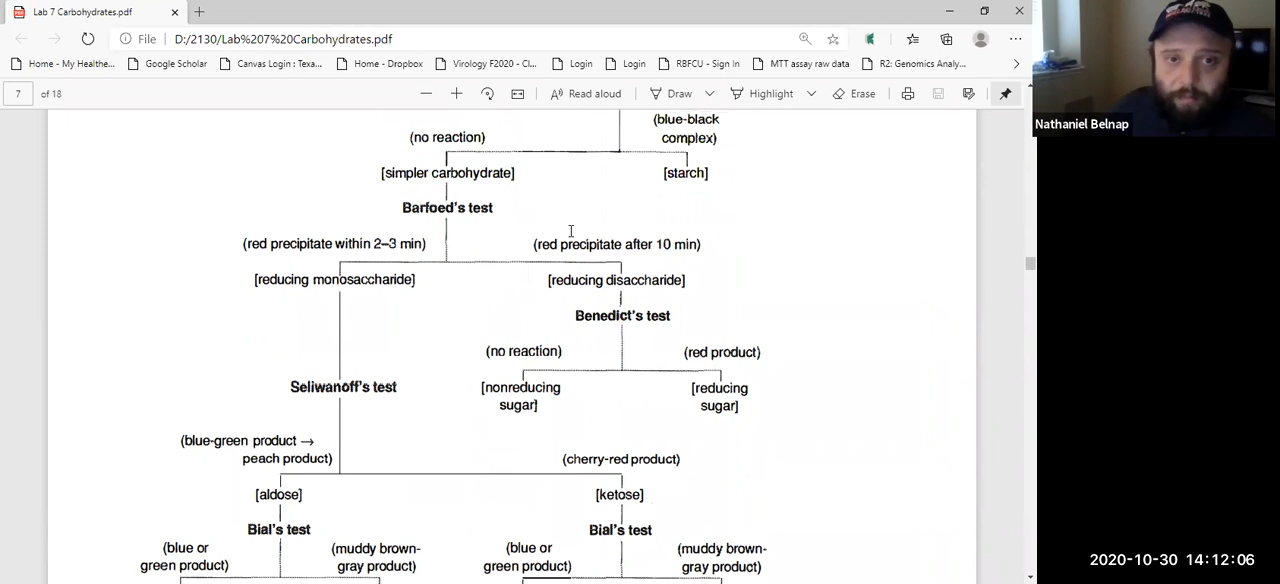 Lab 7 Carbohydrates.pdf
File
D:/2130/Lab%207%20Carbohydrates.pdf
Home - My Healthe...
Google Scholar
Canvas Login : Texa...
Home - Dropbox
Virology F2020 - Cl...
Login
Login
RBFCU - Sign In
MTT assay raw data
R2: Genomics Analy...
7 of 18
Read aloud
Draw
Highlight
Erase
(blue-black
complex)
(no reaction)
[simpler carbohydrate]
[starch]
Barfoed's test
(red precipitate within 2–3 min)
(red precipitate after 10 min)
[reducing monosaccharide]
[reducing disaccharide]
Benedict's test
(no reaction)
(red product)
Seliwanoff's test
[nonreducing
sugar]
[reducing
sugar]
(blue-green product →
peach product)
(cherry-red product)
[aldose]
[ketose]
Bial's test
Bial's test
(blue or
green product)
(muddy brown-
gray product)
(blue or
green product)
(muddy brown-
gray product)
Nathaniel Belnap
2020-10-30 14:12:06